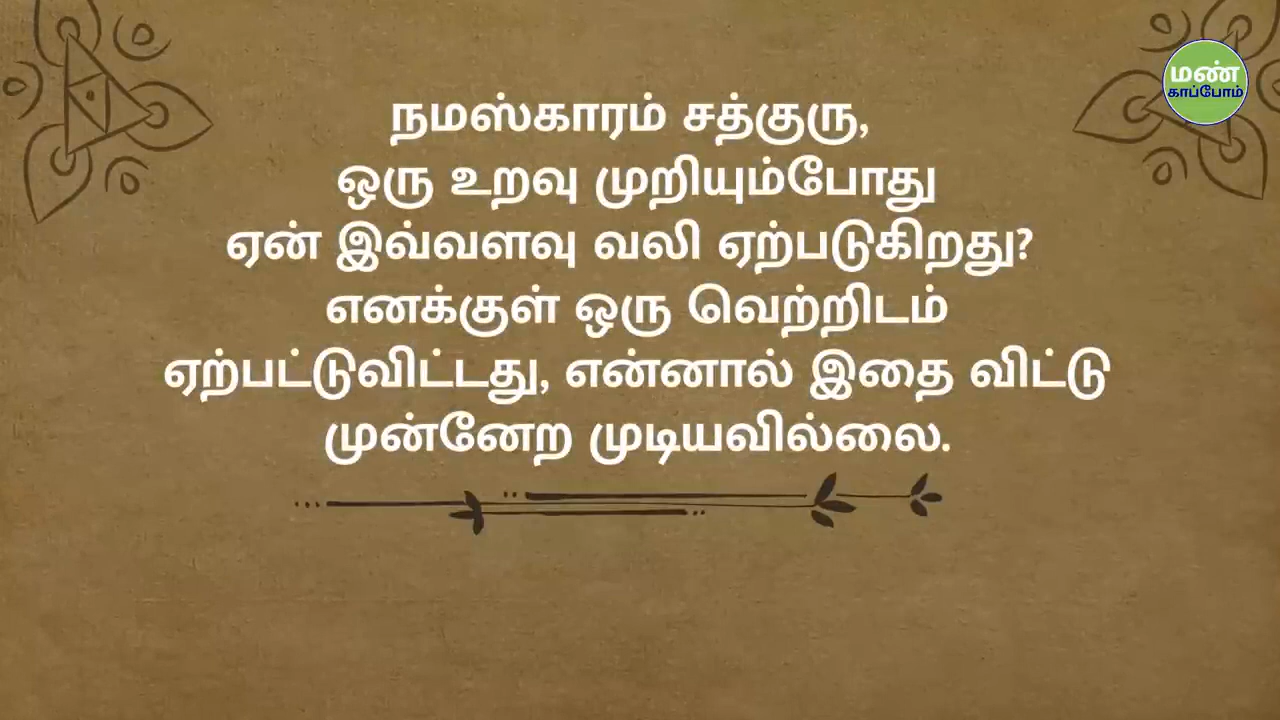 நமஸ்காரம் சத்குரு,
ஒரு உறவு முறியும்போது
ஏன் இவ்வளவு வலி ஏற்படுகிறது?
எனக்குள் ஒரு வெற்றிடம்
ஏற்பட்டுவிட்டது, என்னால் இதை விட்டு
முன்னேற முடியவில்லை.
மண்
காப்போம்